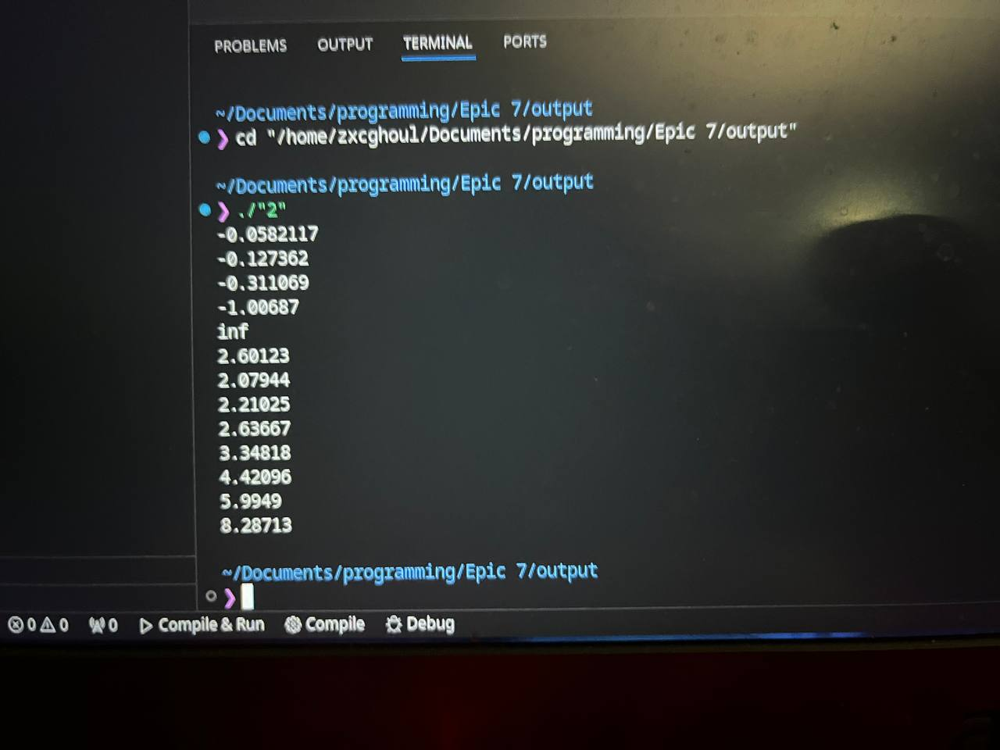 PROBLEMS OUTPUT TERMINAL PORTS
~/Documents/programming/Epic 7/output
❯ cd "/home/zxcghoul/Documents/programming/Epic 7/output"
~/Documents/programming/Epic 7/output
❯ ./"2"
-0.0582117
-0.127362
-0.311069
-1.00687
inf
2.60123
2.07944
2.21025
2.63667
3.34818
4.42096
5.9949
8.28713
~/Documents/programming/Epic 7/output
❯
0 0 0 Compile & Run Compile Debug